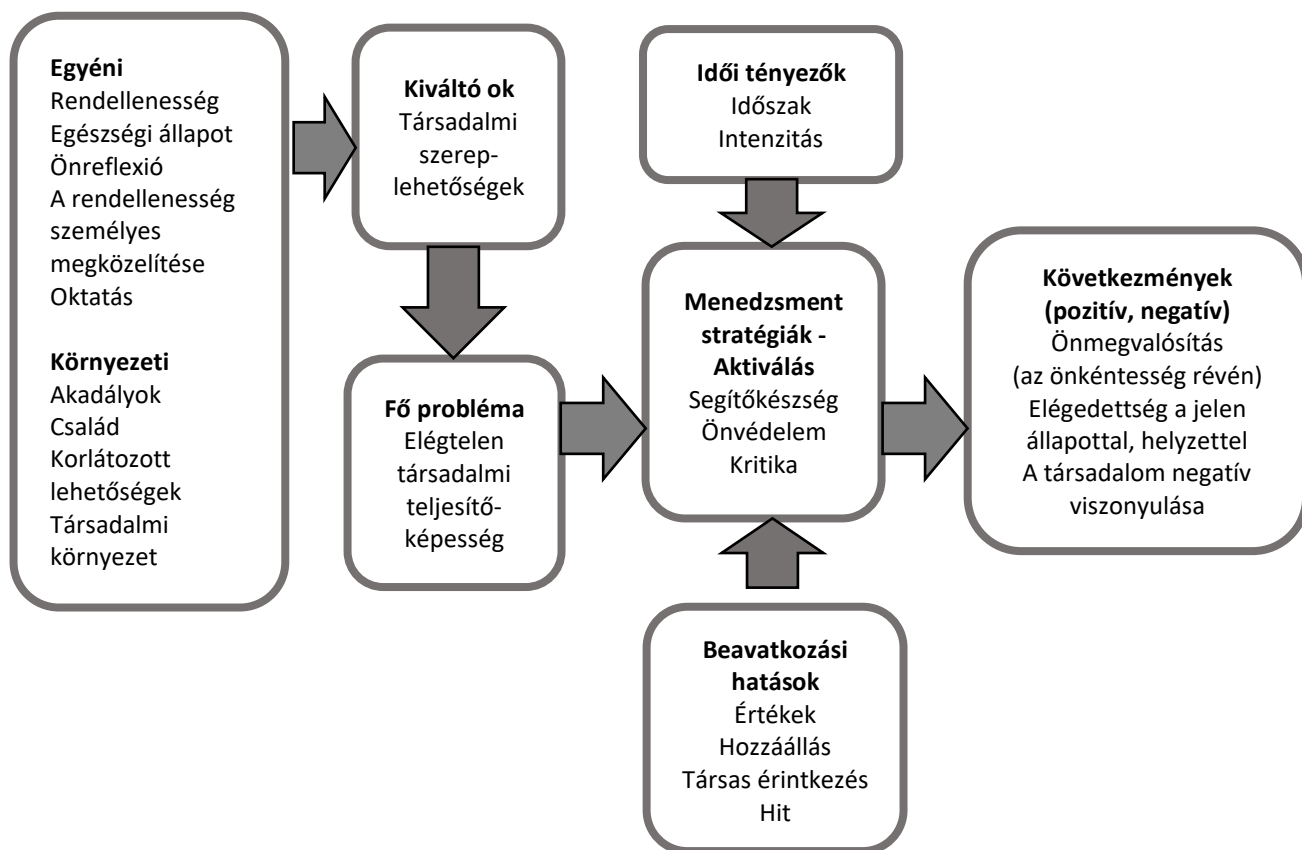 Egyéni
Rendellenesség
Egészségi állapot
Önreflexió
A rendellenesség
személyes
megközelítése
Oktatás
Környezeti
Akadályok
Család
Korlátozott
lehetőségek
Társadalmi
környezet
Kiváltó ok
Társadalmi
szerep-
lehetőségek
Fő probléma
Elégtelen
társadalmi
teljesítő-
képesség
Idői tényezők
Időszak
Intenzitás
Menedzsment
stratégiák -
Aktiválás
Segítőkészség
Önvédelem
Kritika
Beavatkozási
hatások
Értékek
Hozzáállás
Társas érintkezés
Hit
Következmények
(pozitív, negatív)
Önmegvalósítás
(az önkéntesség révén)
Elégedettség a jelen
állapottal, helyzettel
A társadalom negatív
viszonyulása